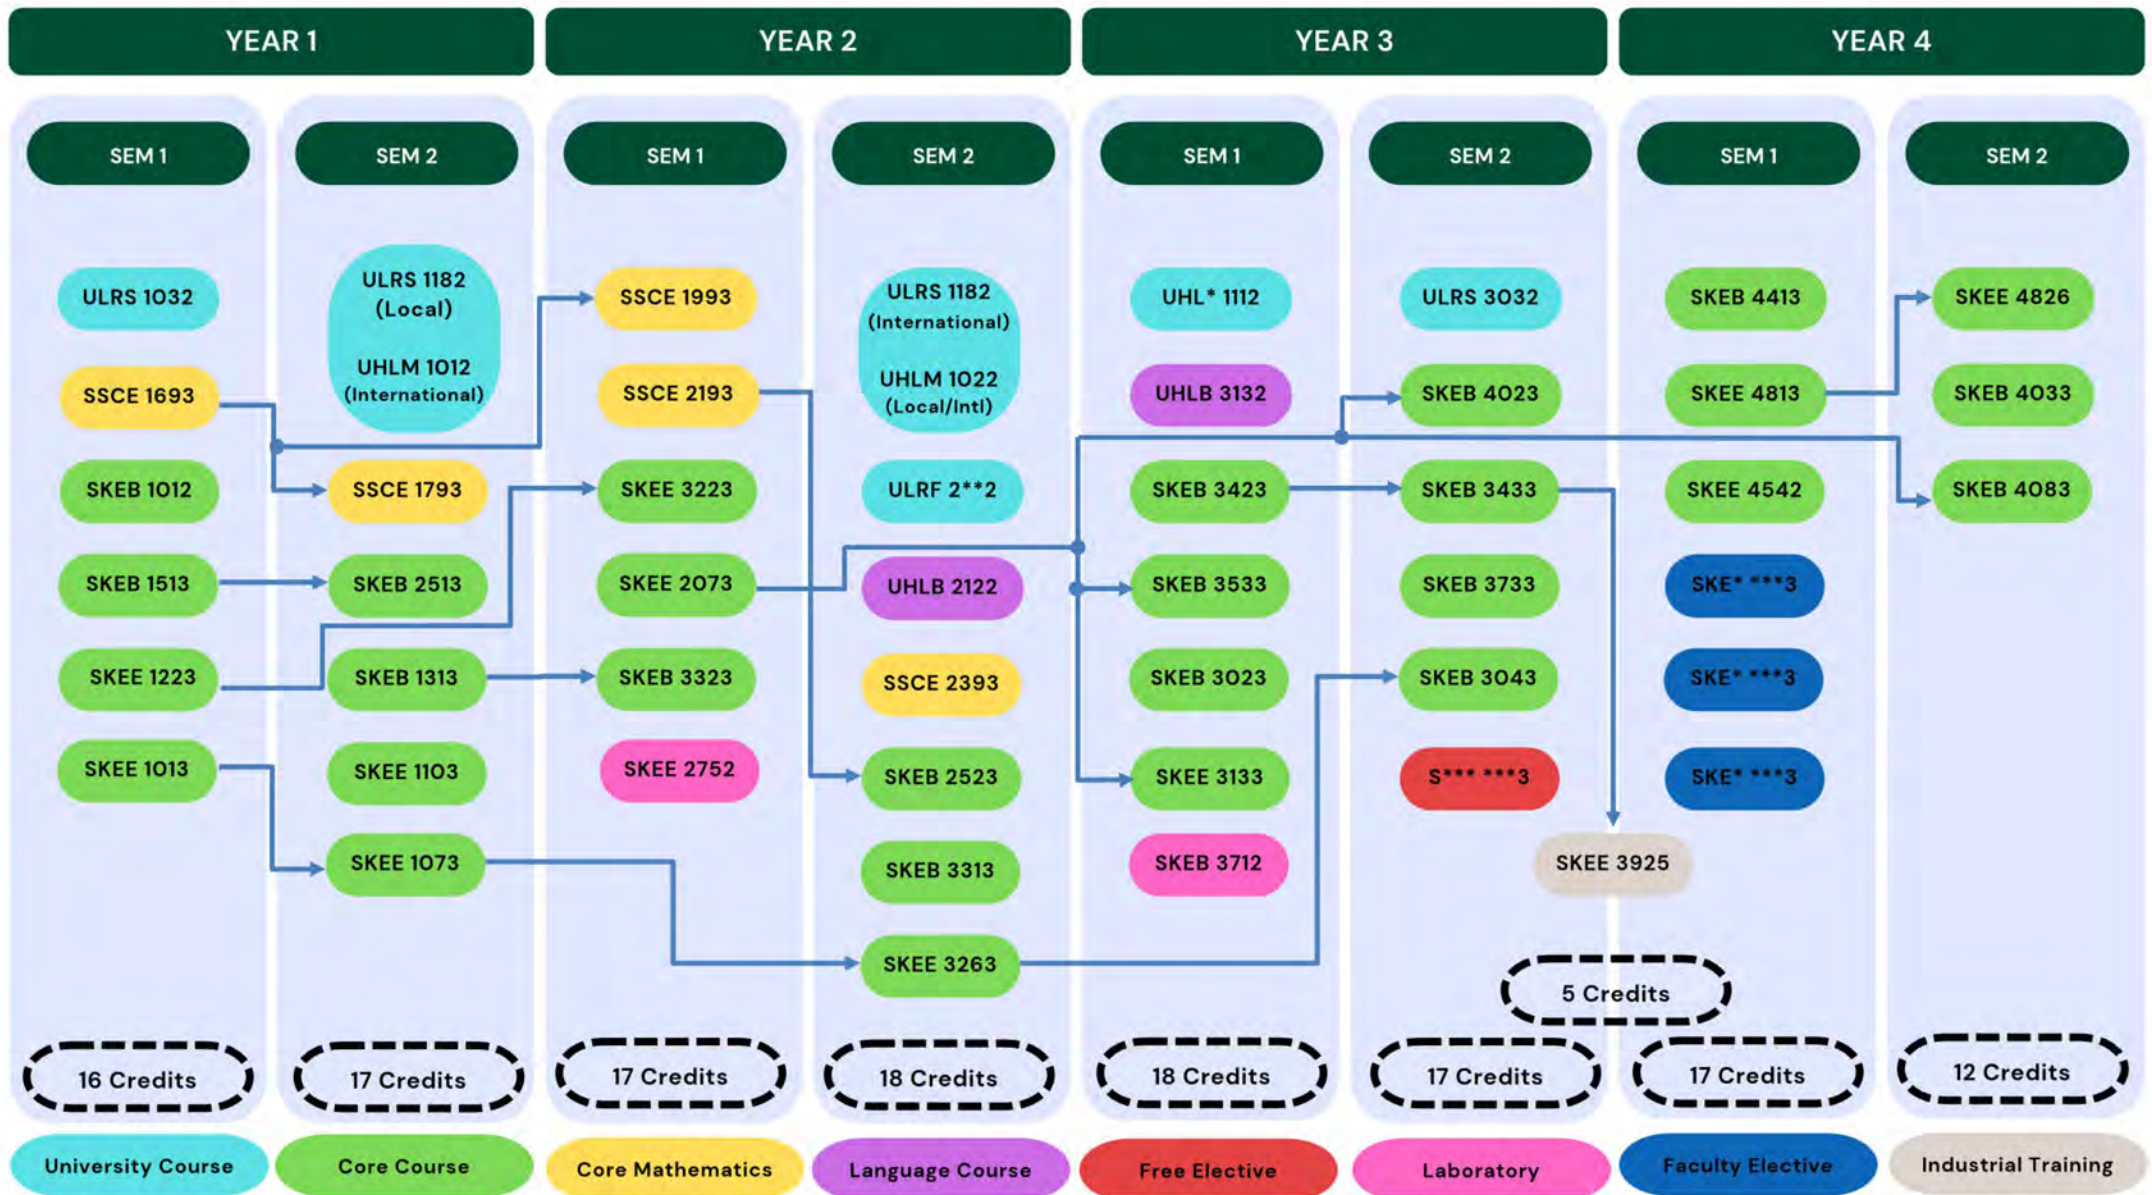 YEAR 1
YEAR 2
YEAR 3
YEAR 4
SEM 1
SEM 2
SEM 1
SEM 2
SEM 1
SEM 2
SEM 1
SEM 2
ULRS 1032
SSCE 1693
SKEB 1012
SKEB 1513
SKEE 1223
SKEE 1013
16 Credits
ULRS 1182
(Local)
UHLM 1012
(International)
SSCE 1793
SKEB 2513
SKEB 1313
SKEE 1103
SKEE 1073
17 Credits
SSCE 1993
SSCE 2193
SKEE 3223
SKEE 2073
SKEB 3323
SKEE 2752
17 Credits
ULRS 1182
(International)
UHLM 1022
(Local/Intl)
ULRF 2**2
UHLB 2122
SSCE 2393
SKEB 2523
SKEB 3313
SKEE 3263
18 Credits
UHL* 1112
UHLB 3132
SKEB 3423
SKEB 3533
SKEB 3023
SKEE 3133
SKEB 3712
18 Credits
ULRS 3032
SKEB 4023
SKEB 3433
SKEB 3733
SKEB 3043
S*** ***3
17 Credits
SKEE 3925
5 Credits
SKEB 4413
SKEE 4813
SKEE 4542
SKE* ***3
SKE* ***3
SKE* ***3
17 Credits
SKEE 4826
SKEB 4033
SKEB 4083
12 Credits
University Course
Core Course
Core Mathematics
Language Course
Free Elective
Laboratory
Faculty Elective
Industrial Training